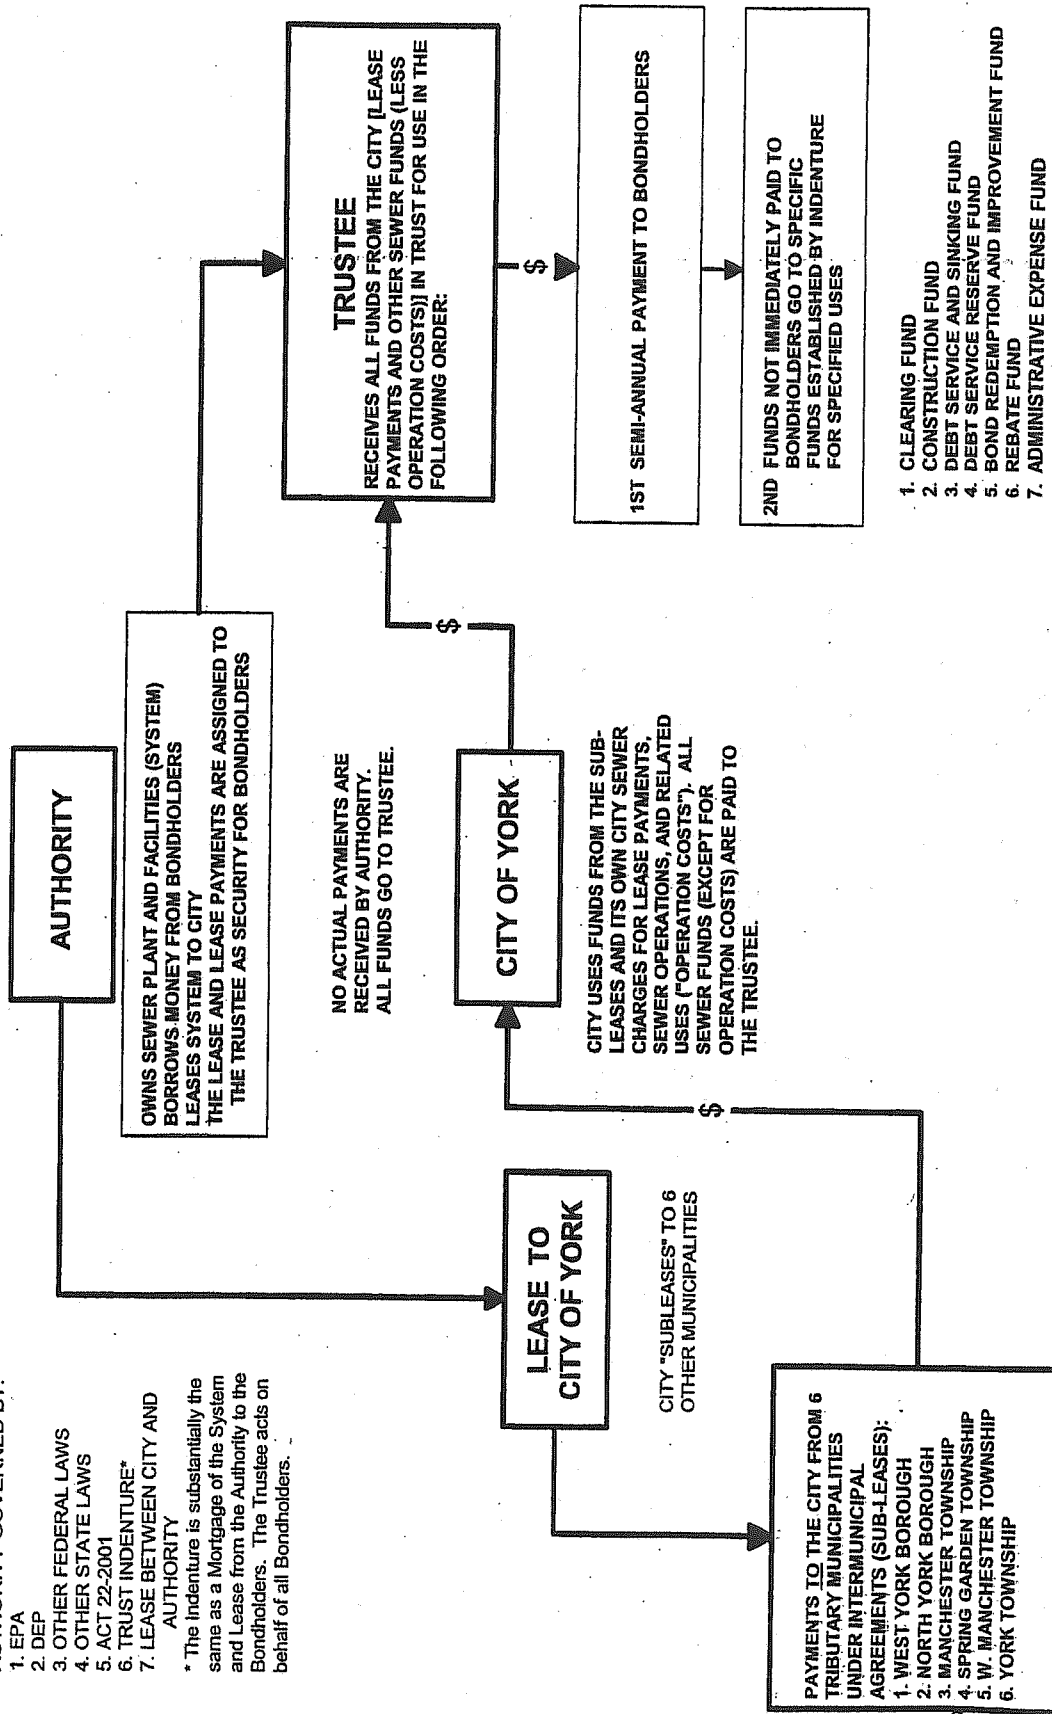 1. EPA
2. DEP
3. OTHER FEDERAL LAWS
4. OTHER STATE LAWS
5. ACT 22-2001
6. TRUST INDENTURE*
7. LEASE BETWEEN CITY AND
AUTHORITY
* The Indenture is substantially the
same as a Mortgage of the System
and Lease from the Authority to the
Bondholders. The Trustee acts on
behalf of all Bondholders.
AUTHORITY
OWNS SEWER PLANT AND FACILITIES (SYSTEM)
BORROWS MONEY FROM BONDHOLDERS
LEASES SYSTEM TO CITY
THE LEASE AND LEASE PAYMENTS ARE ASSIGNED TO
THE TRUSTEE AS SECURITY FOR BONDHOLDERS
NO ACTUAL PAYMENTS ARE
RECEIVED BY AUTHORITY.
ALL FUNDS GO TO TRUSTEE.
LEASE TO
CITY OF YORK
CITY "SUBLEASES" TO 6
OTHER MUNICIPALITIES
PAYMENTS TO THE CITY FROM 6
TRIBUTARY MUNICIPALITIES
UNDER INTERMUNICIPAL
AGREEMENTS (SUB-LEASES):
1. WEST YORK BOROUGH
2. NORTH YORK BOROUGH
3. MANCHESTER TOWNSHIP
4. SPRING GARDEN TOWNSHIP
5. W. MANCHESTER TOWNSHIP
6. YORK TOWNSHIP
$
CITY OF YORK
CITY USES FUNDS FROM THE SUB-
LEASES AND ITS OWN CITY SEWER
CHARGES FOR LEASE PAYMENTS,
SEWER OPERATIONS, AND RELATED
USES ("OPERATION COSTS"). ALL
SEWER FUNDS (EXCEPT FOR
OPERATION COSTS) ARE PAID TO
THE TRUSTEE.
$
TRUSTEE
RECEIVES ALL FUNDS FROM THE CITY [LEASE
PAYMENTS AND OTHER SEWER FUNDS (LESS
OPERATION COSTS)] IN TRUST FOR USE IN THE
FOLLOWING ORDER:
$
1ST SEMI-ANNUAL PAYMENT TO BONDHOLDERS
2ND FUNDS NOT IMMEDIATELY PAID TO
BONDHOLDERS GO TO SPECIFIC
FUNDS ESTABLISHED BY INDENTURE
FOR SPECIFIED USES
1. CLEARING FUND
2. CONSTRUCTION FUND
3. DEBT SERVICE AND SINKING FUND
4. DEBT SERVICE RESERVE FUND
5. BOND REDEMPTION AND IMPROVEMENT FUND
6. REBATE FUND
7. ADMINISTRATIVE EXPENSE FUND